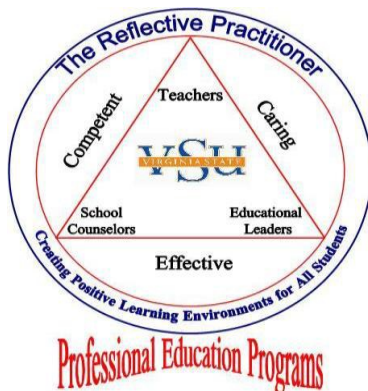 The Reflective Practitioner
Competent
Teachers
Caring
VSU
VIRGINIA STATE
School
Counselors
Educational
Leaders
Effective
Creating Positive Learning Environments for All Students
Professional Education Programs